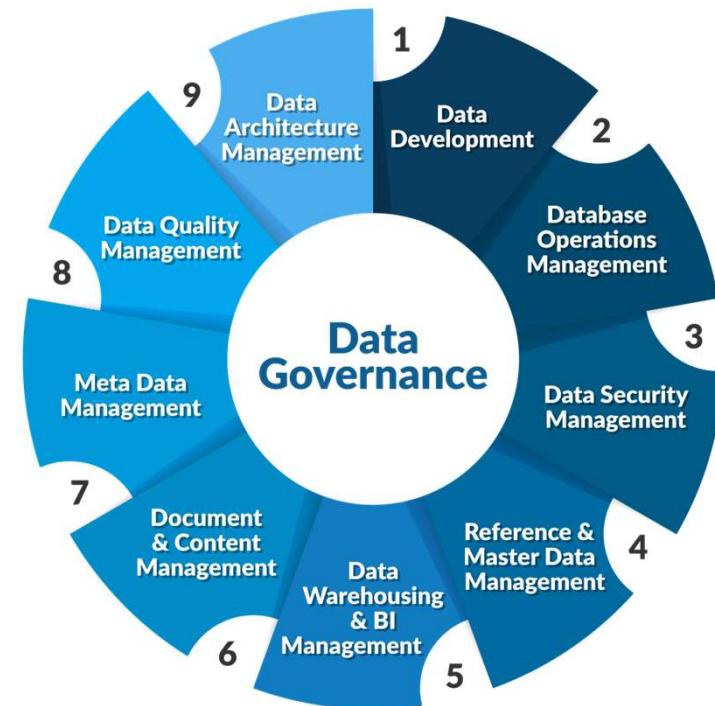 1
Data
Development
2
Database
Operations
Management
3
Data Security
Management
4
Reference &
Master Data
Management
5
Data
Warehousing
& BI
Management
6
Document
& Content
Management
7
Meta Data
Management
8
Data Quality
Management
9
Data
Architecture
Management
Data
Governance